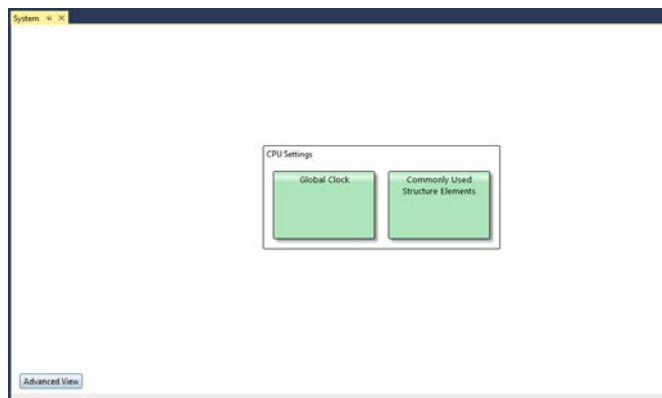 System
CPU Settings
Global Clock
Commonly Used
Structure Elements
Advanced View